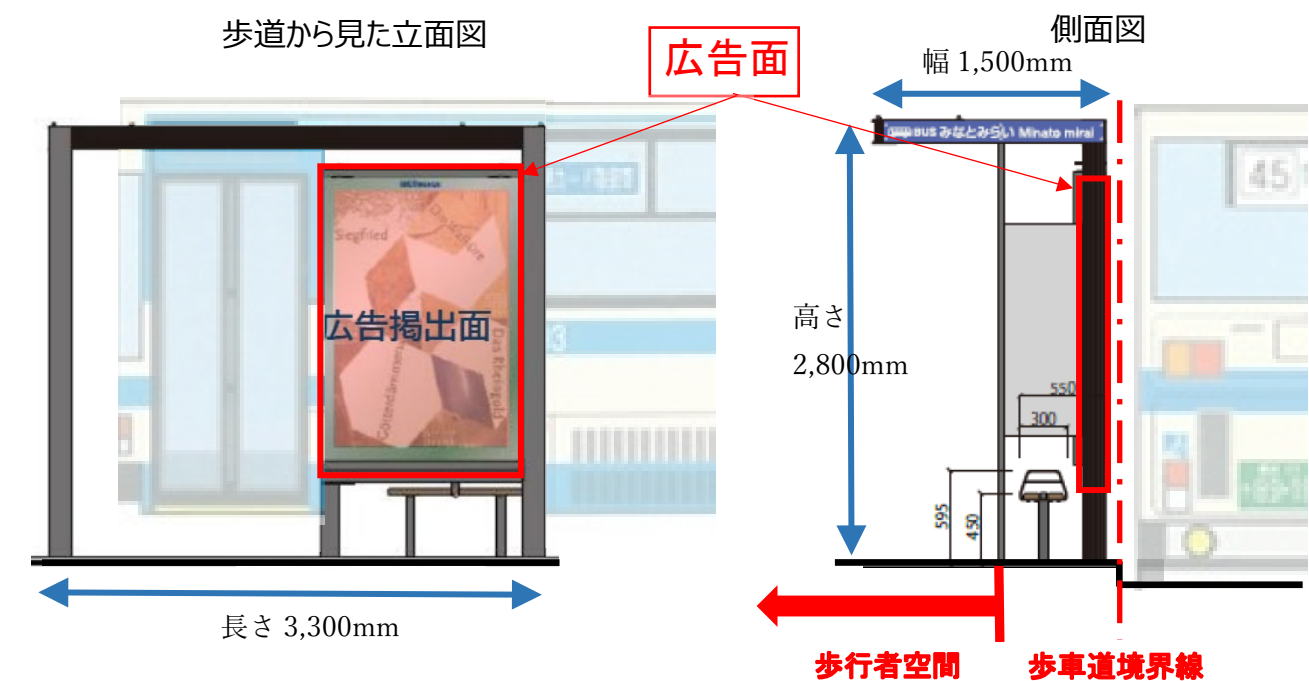 歩道から見た立面図
広告面
側面図
幅 1,500mm
BUS みなとみらい Minato mirai
45
Siegfried
広告掲出面
Das Rheingold
Götterdämmerung
高さ
2,800mm
550
300
595
450
長さ 3,300mm
歩行者空間
歩車道境界線